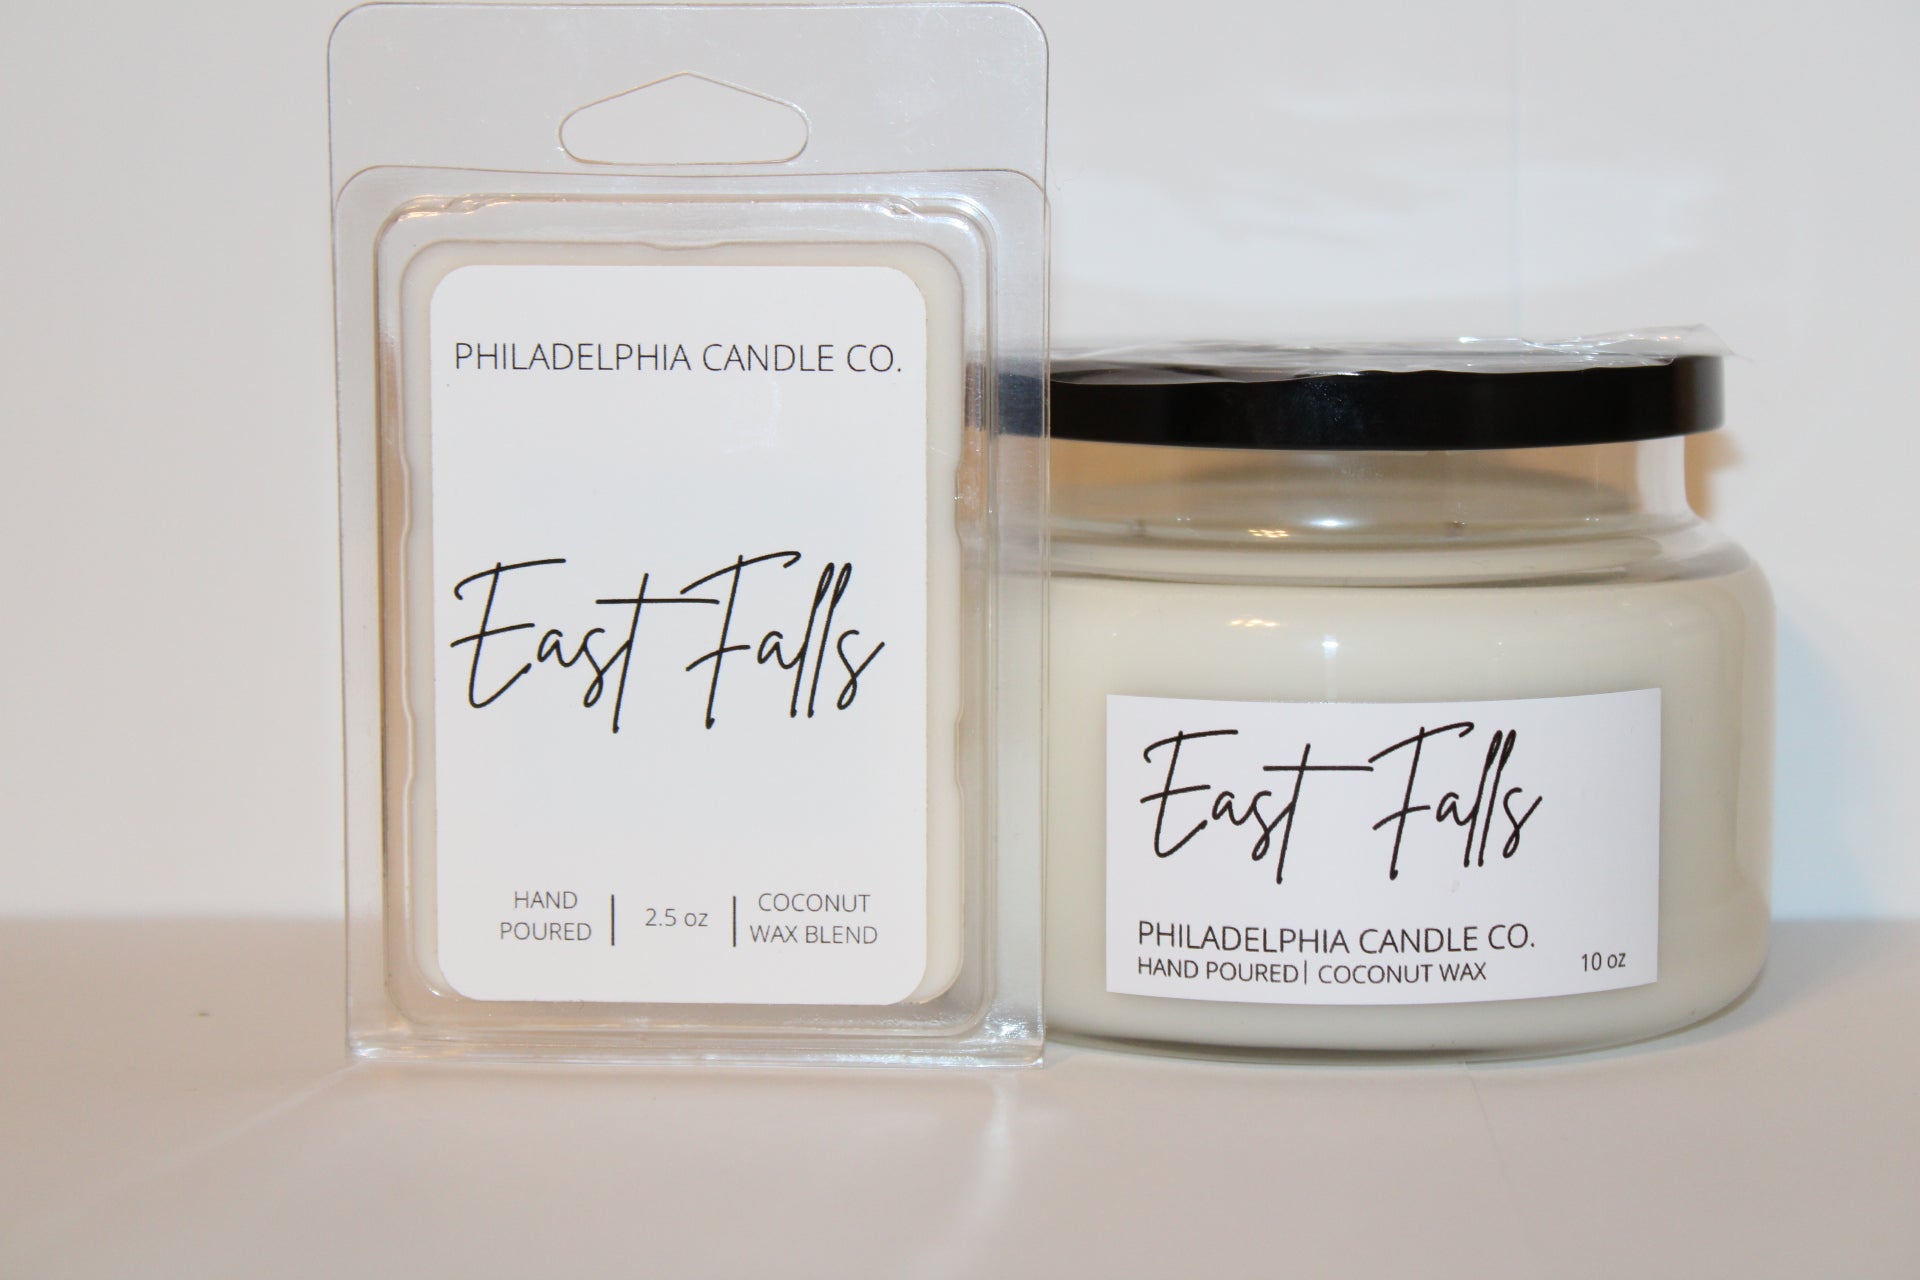 PHILADELPHIA CANDLE CO.
East Falls
HAND
POURED | 2.5 oz | COCONUT
WAX BLEND
East Falls
PHILADELPHIA CANDLE CO.
HAND POURED| COCONUT WAX 10 oz